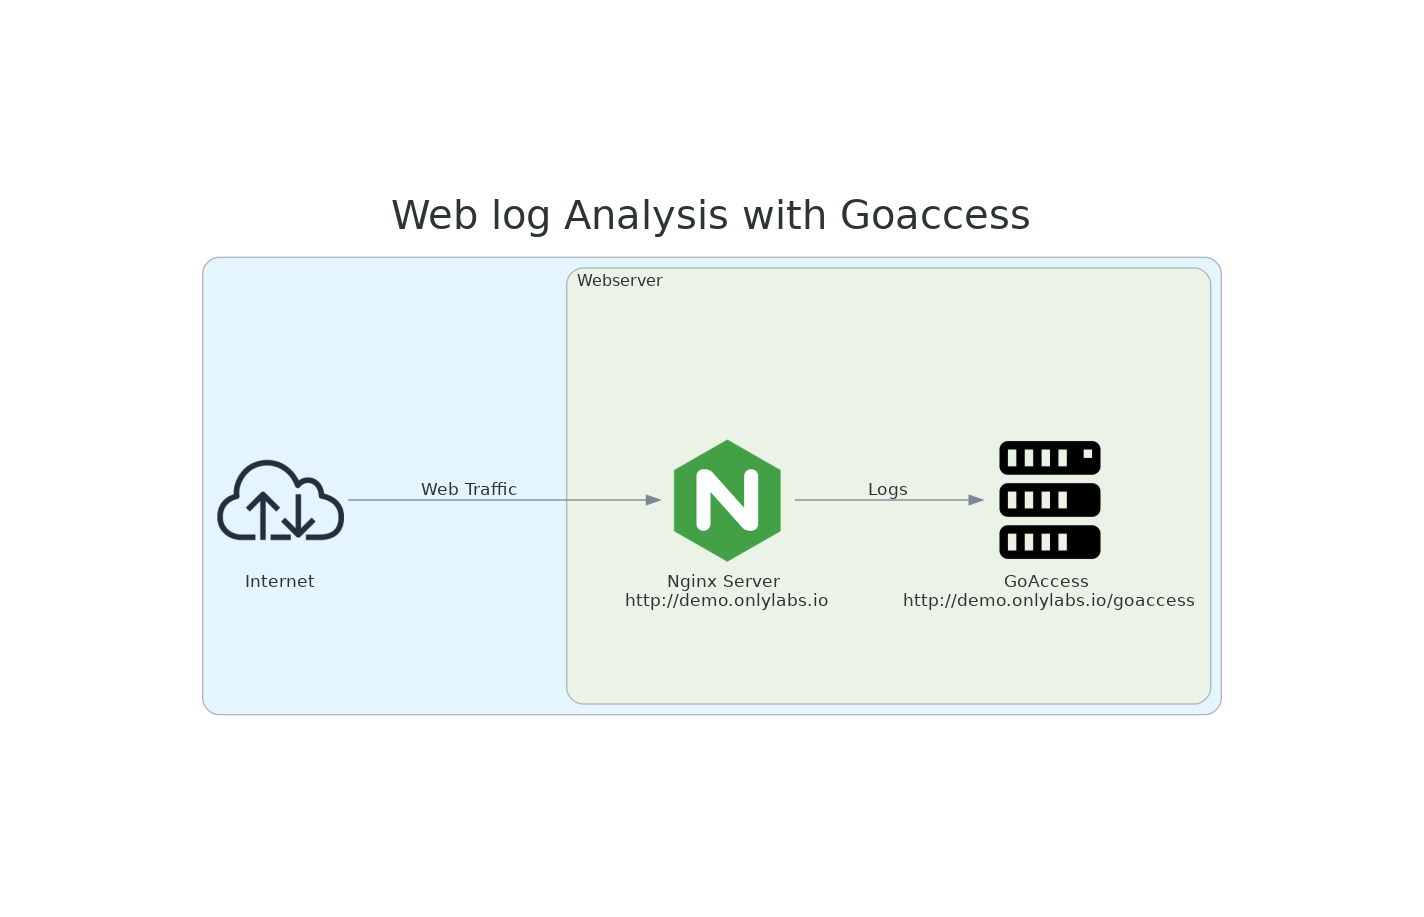 Web log Analysis with Goaccess
Webserver
Web Traffic
Logs
Internet
Nginx Server
http://demo.onlylabs.io
GoAccess
http://demo.onlylabs.io/goaccess